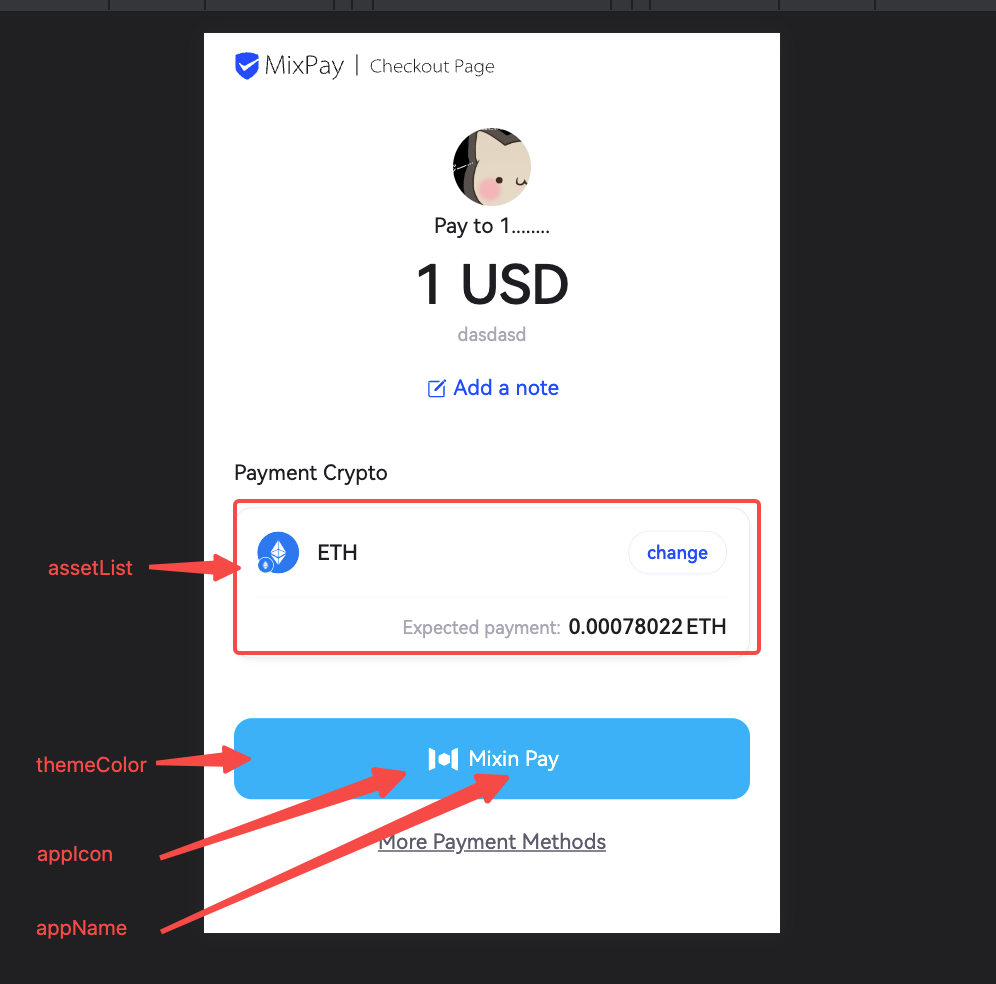 MixPay | Checkout Page
Pay to 1........
1 USD
dasdasd
Add a note
Payment Crypto
ETH
change
assetList
Expected payment: 0.00078022 ETH
themeColor
Mixin Pay
appIcon
More Payment Methods
appName